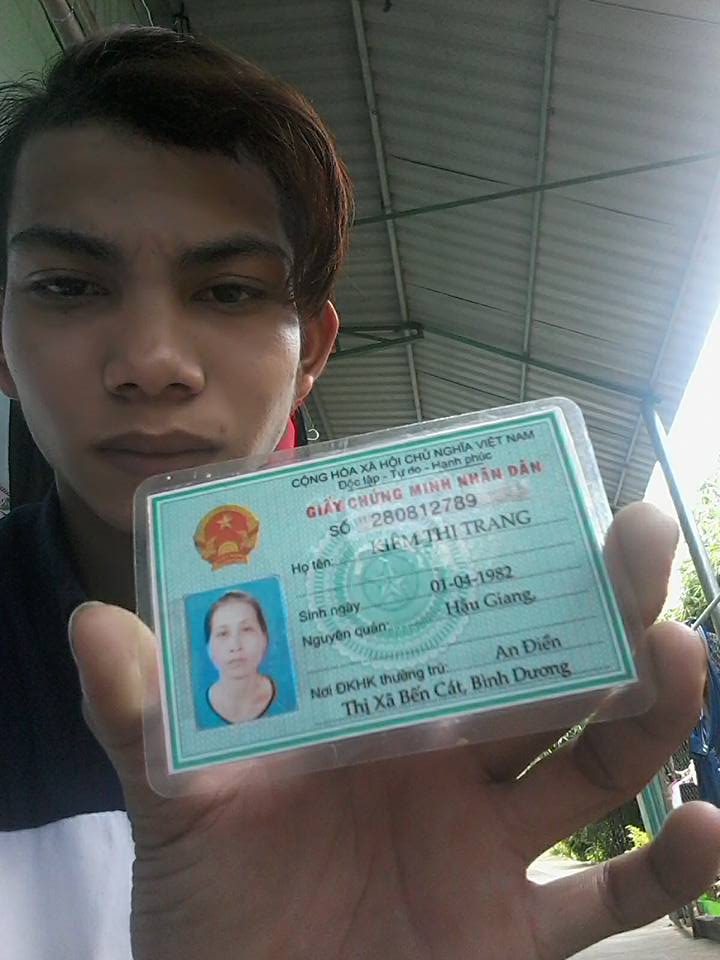 CỘNG HÒA XÃ HỘI CHỦ NGHĨA VIỆT NAM
Độc lập - Tự do - Hạnh phúc
GIẤY CHỨNG MINH NHÂN DÂN
SỐ 280812789
Họ tên: KIÊM THỊ TRANG
Sinh ngày 01-04-1982
Nguyên quán: Hậu Giang,
Nơi ĐKHK thường trú: An Điền
Thị Xã Bến Cát, Bình Dương